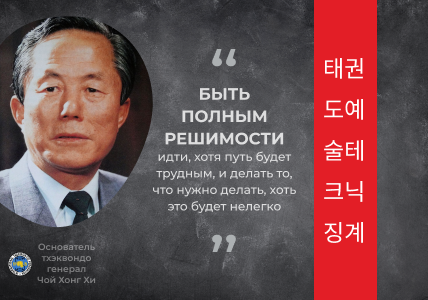 “
БЫТЬ
ПОЛНЫМ
РЕШИМОСТИ
идти, хотя путь будет
трудным, и делать то,
что нужно делать, хоть
это будет нелегко
”
Основатель
тхэквондо
генерал
Чой Хонг Хи
태권
도예
술테
크닉
징계